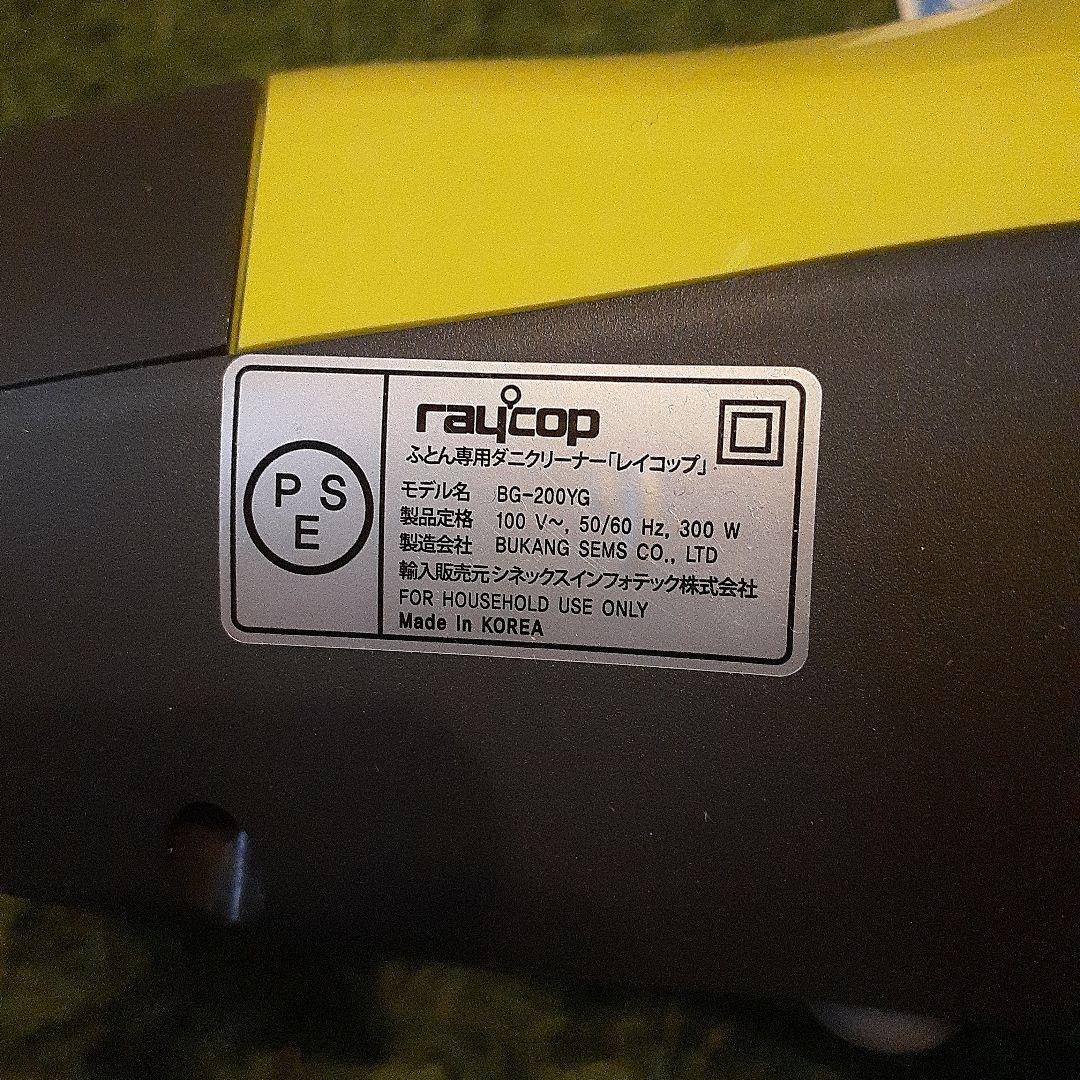 PSE
raycop
ふとん専用ダニクリーナー「レイコップ」
モデル名 BG-200YG
製品定格 100 V~, 50/60 Hz, 300 W
製造会社 BUKANG SEMS CO., LTD
輸入販売元シネックスインフォテック株式会社
FOR HOUSEHOLD USE ONLY
Made In KOREA